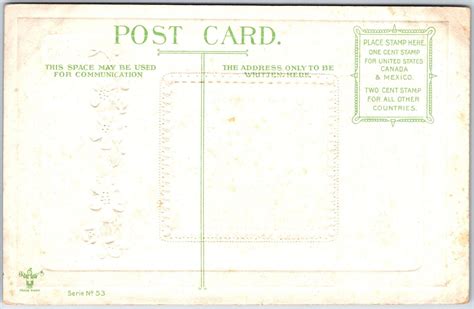 POST CARD.
THIS SPACE MAY BE USED
FOR COMMUNICATION
THE ADDRESS ONLY TO BE
WRITTEN HERE.
PLACE STAMP HERE.
ONE CENT STAMP
FOR UNITED STATES,
CANADA
& MEXICO.
TWO CENT STAMP
FOR ALL OTHER
COUNTRIES.
Serie No 53